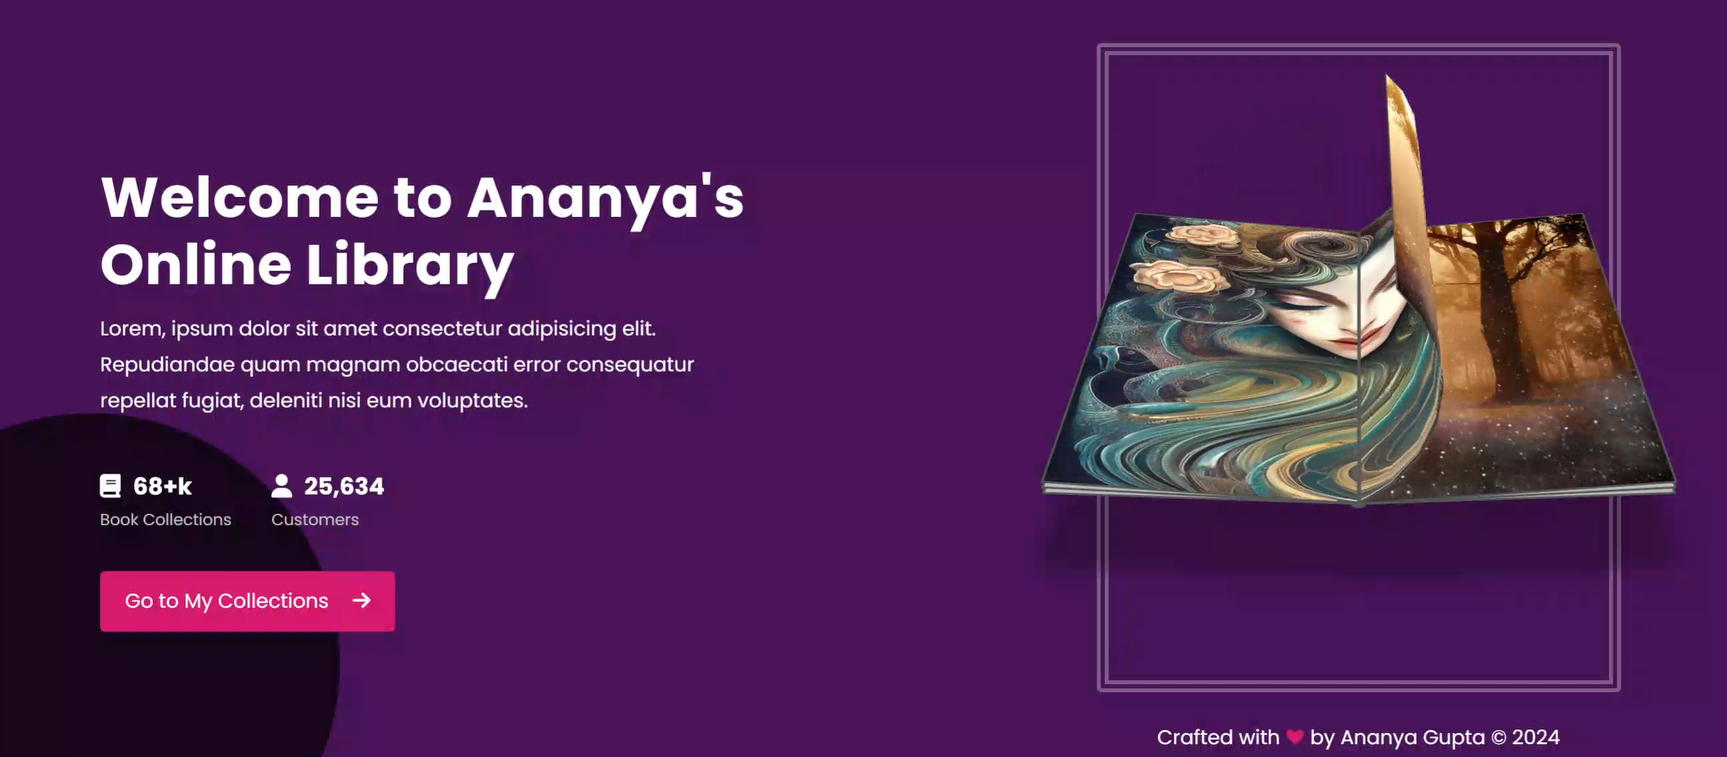 Welcome to Ananya's
Online Library
Lorem, ipsum dolor sit amet consectetur adipisicing elit.
Repudiandae quam magnam obcaecati error consequatur
repellat fugiat, deleniti nisi eum voluptates.
68+k
Book Collections
25,634
Customers
Go to My Collections →
Crafted with ♥ by Ananya Gupta © 2024